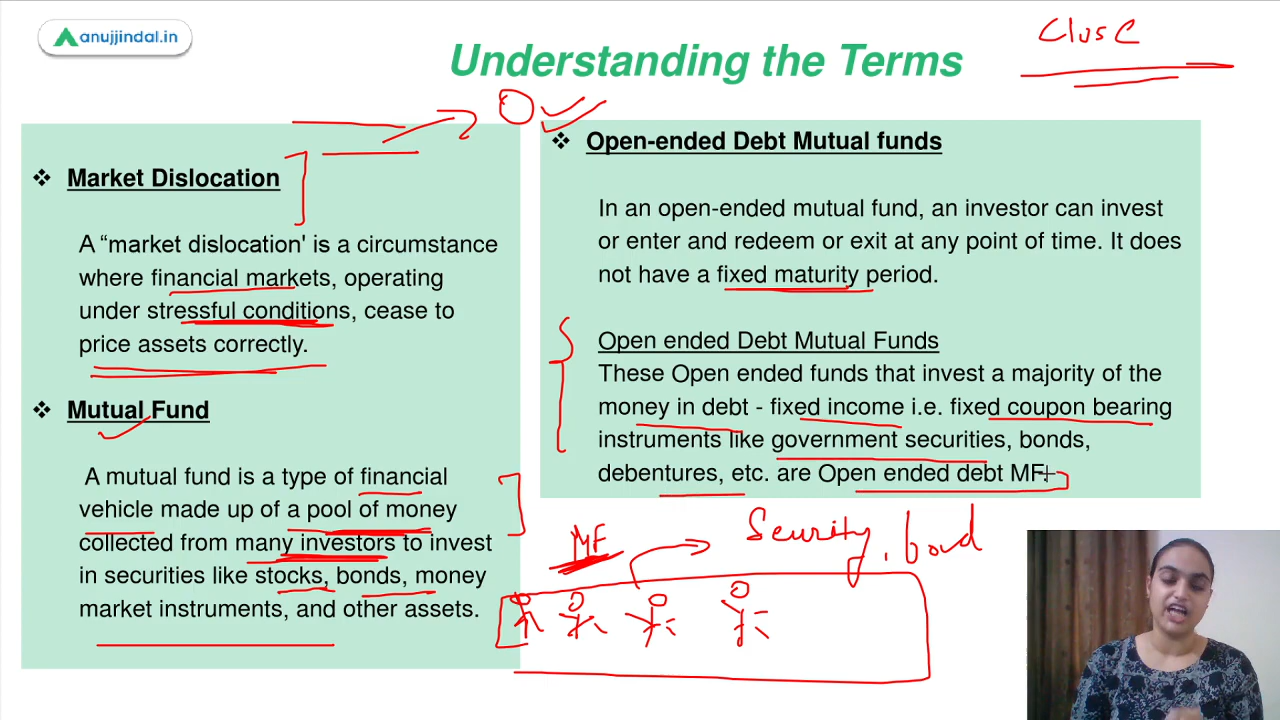 anujjindal.in
Understanding the Terms
Close
O
❖ Market Dislocation
A “market dislocation' is a circumstance
where financial markets, operating
under stressful conditions, cease to
price assets correctly.
❖ Mutual Fund
A mutual fund is a type of financial
vehicle made up of a pool of money
collected from many investors to invest
in securities like stocks, bonds, money
market instruments, and other assets.
❖ Open-ended Debt Mutual funds
In an open-ended mutual fund, an investor can invest
or enter and redeem or exit at any point of time. It does
not have a fixed maturity period.
Open ended Debt Mutual Funds
These Open ended funds that invest a majority of the
money in debt - fixed income i.e. fixed coupon bearing
instruments like government securities, bonds,
debentures, etc. are Open ended debt MF.
MF
Security, bond